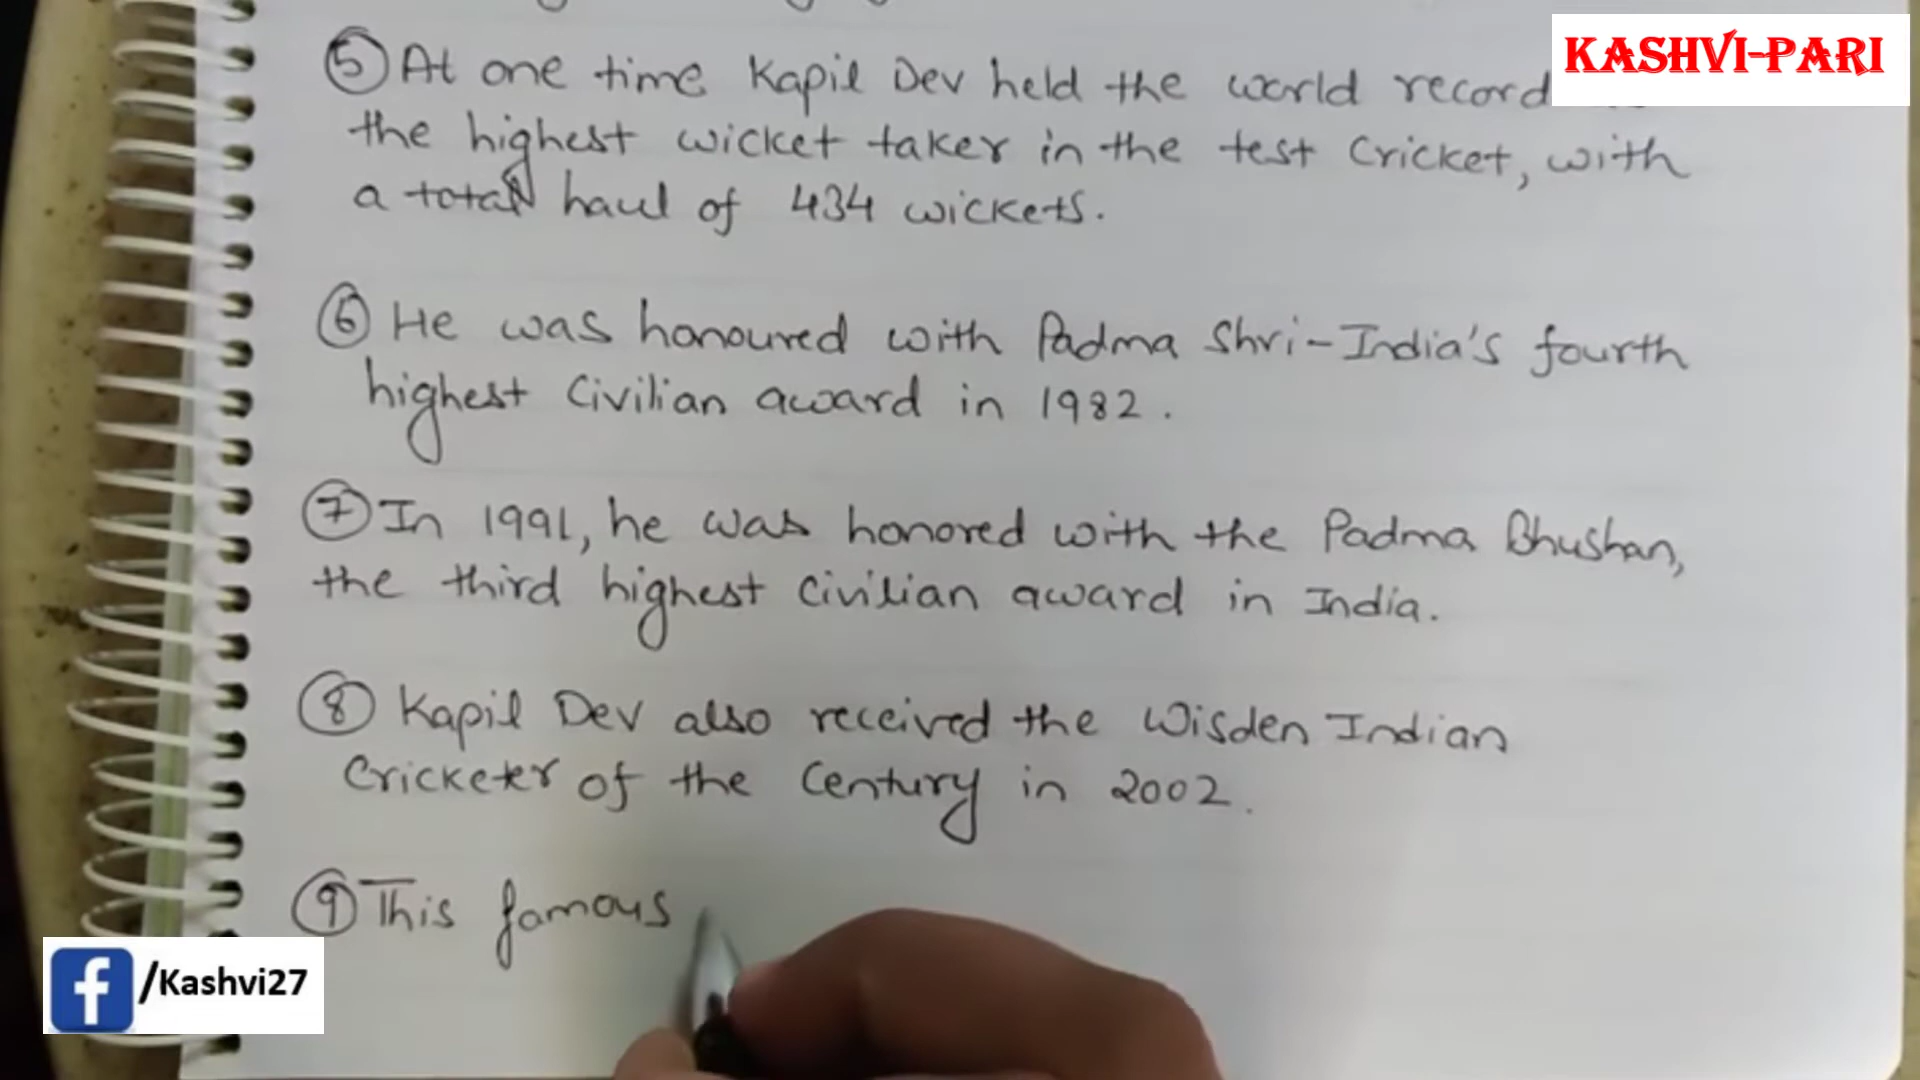 KASHVI-PARI
5 At one time Kapil Dev held the world record
the highest wicket taker in the test cricket, with
a total haul of 434 wickets.
6 He was honoured with Padma Shri-India's fourth
highest Civilian award in 1982.
7 In 1991, he was honored with the Padma Bhushan,
the third highest civilian award in India.
8 Kapil Dev also received the Wisden Indian
Cricketer of the Century in 2002.
9 This famous
f/Kashvi27